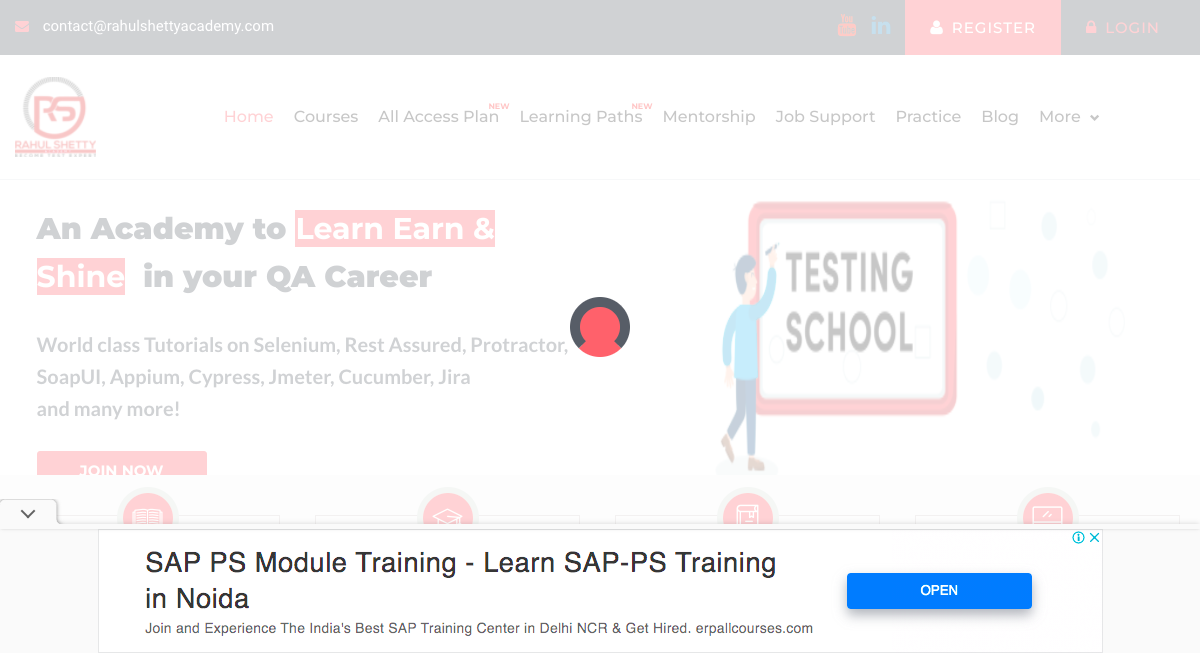 contact@rahulshettyacademy.com
REGISTER
LOGIN
RS
RAHUL SHETTY
Home
Courses
All Access Plan NEW
Learning Paths NEW
Mentorship
Job Support
Practice
Blog
More
An Academy to Learn Earn &
Shine in your QA Career
World class Tutorials on Selenium, Rest Assured, Protractor,
SoapUI, Appium, Cypress, Jmeter, Cucumber, Jira
and many more!
JOIN NOW
TESTING
SCHOOL
SAP PS Module Training - Learn SAP-PS Training
in Noida
Join and Experience The India's Best SAP Training Center in Delhi NCR & Get Hired. erpallcourses.com
OPEN